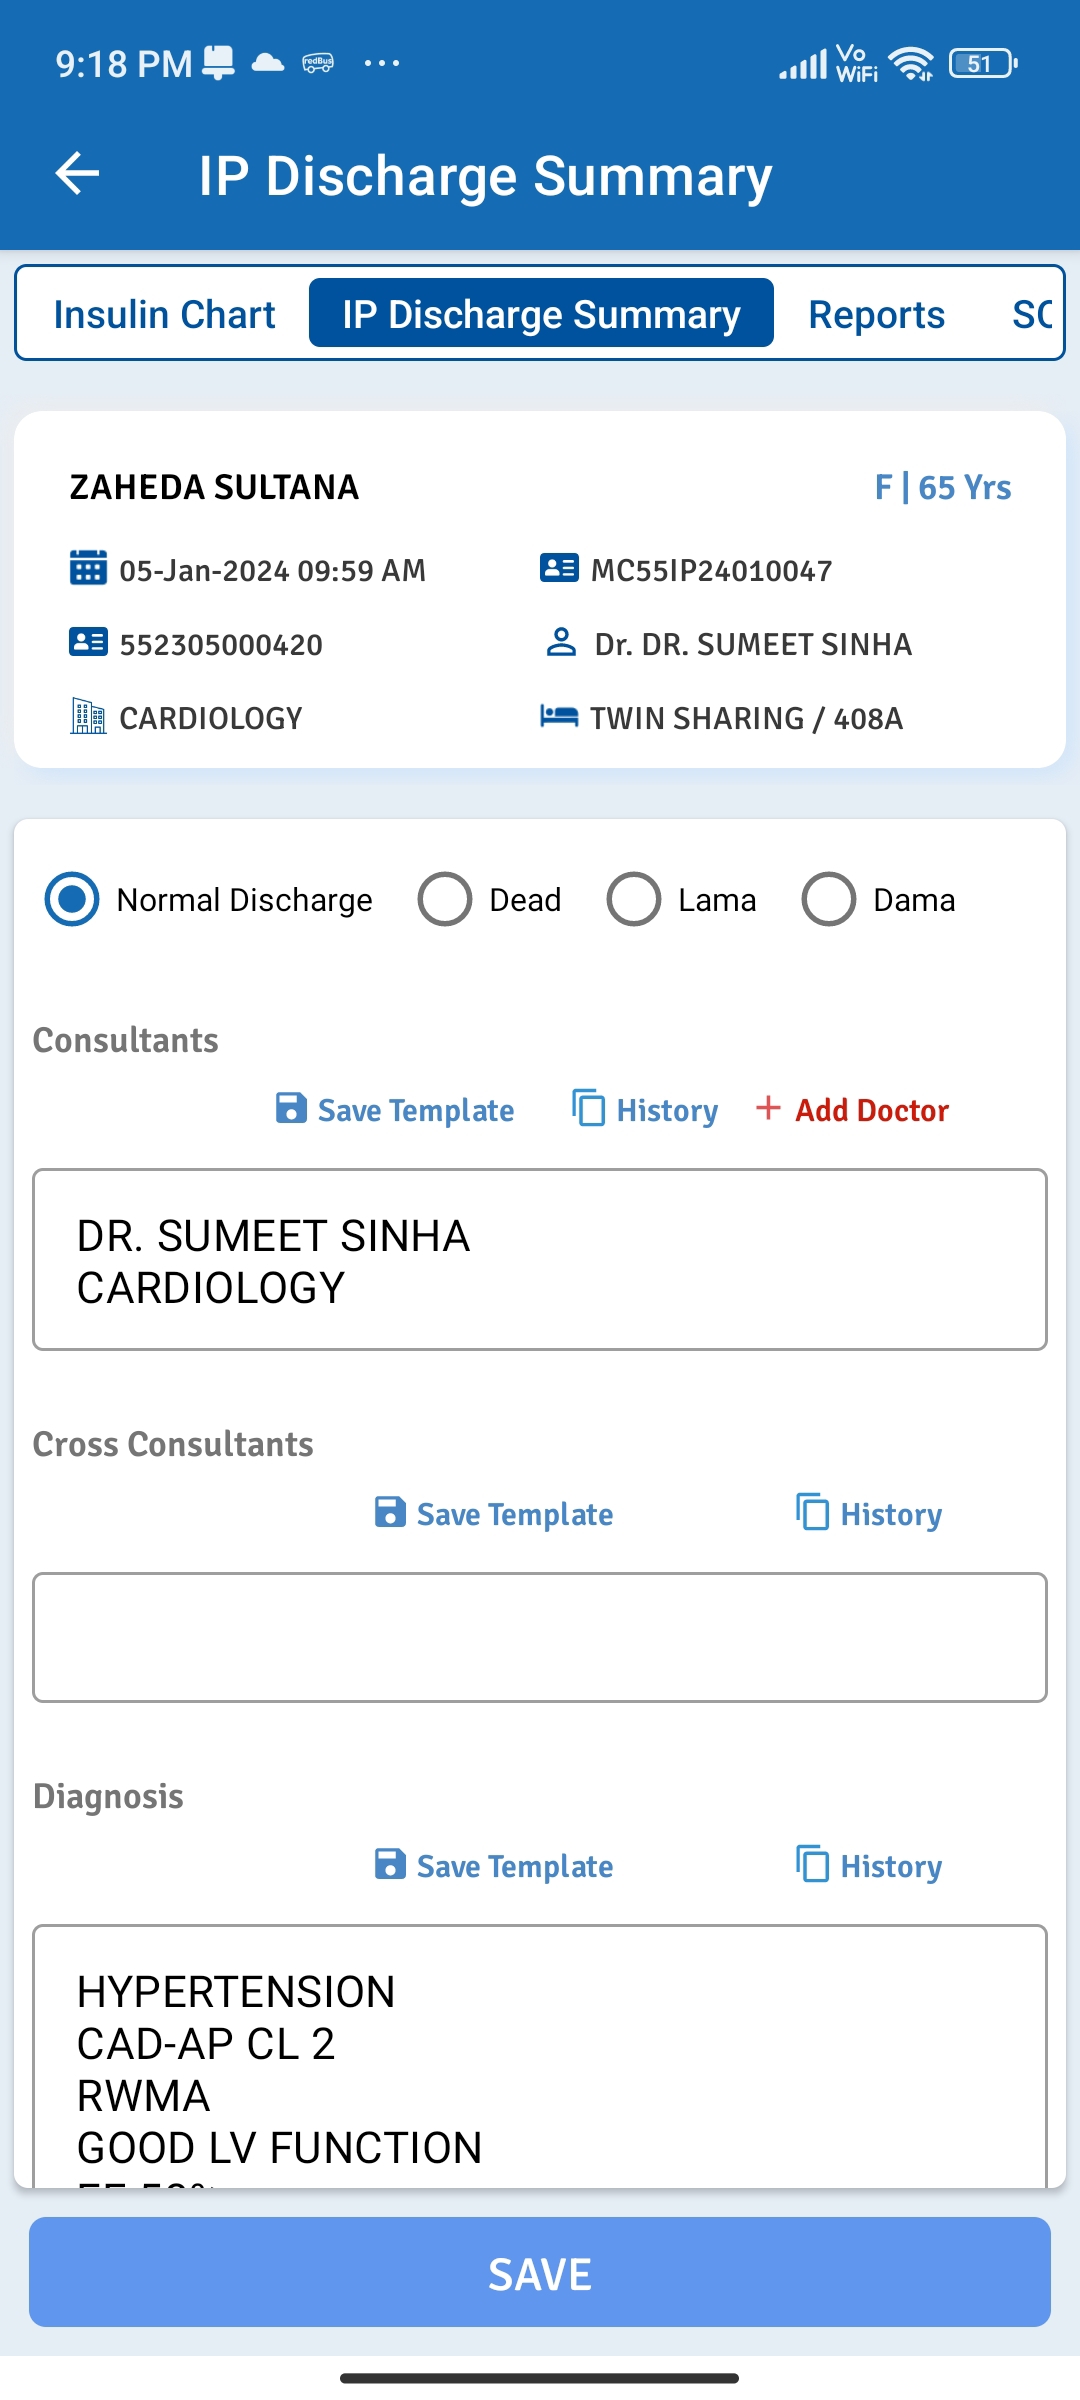 9:18 PM
redBus
Vo
WiFi
51
IP Discharge Summary
Insulin Chart
IP Discharge Summary
Reports
ZAHEDA SULTANA
F | 65 Yrs
05-Jan-2024 09:59 AM
MC55IP24010047
552305000420
Dr. DR. SUMEET SINHA
CARDIOLOGY
TWIN SHARING / 408A
Normal Discharge
Dead
Lama
Dama
Consultants
Save Template
History
+ Add Doctor
DR. SUMEET SINHA
CARDIOLOGY
Cross Consultants
Save Template
History
Diagnosis
Save Template
History
HYPERTENSION
CAD-AP CL 2
RWMA
GOOD LV FUNCTION
SAVE